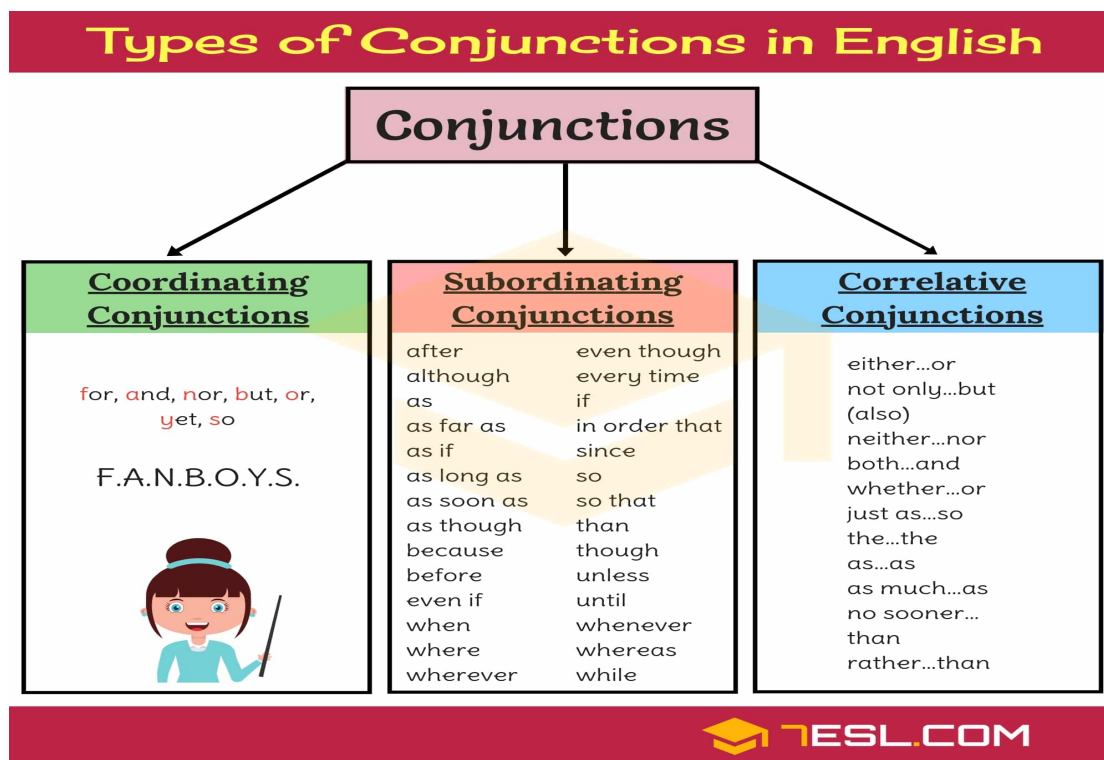 Types of Conjunctions in English
Conjunctions
Coordinating
Conjunctions
for, and, nor, but, or,
yet, so
F.A.N.B.O.Y.S.
Subordinating
Conjunctions
after
although
as
as far as
as if
as long as
as soon as
as though
because
before
even if
when
where
wherever
even though
every time
if
in order that
since
so
so that
than
though
unless
until
whenever
whereas
while
Correlative
Conjunctions
either...or
not only...but
(also)
neither...nor
both...and
whether...or
just as...so
the...the
as...as
as much...as
no sooner...
than
rather...than
7ESL.COM